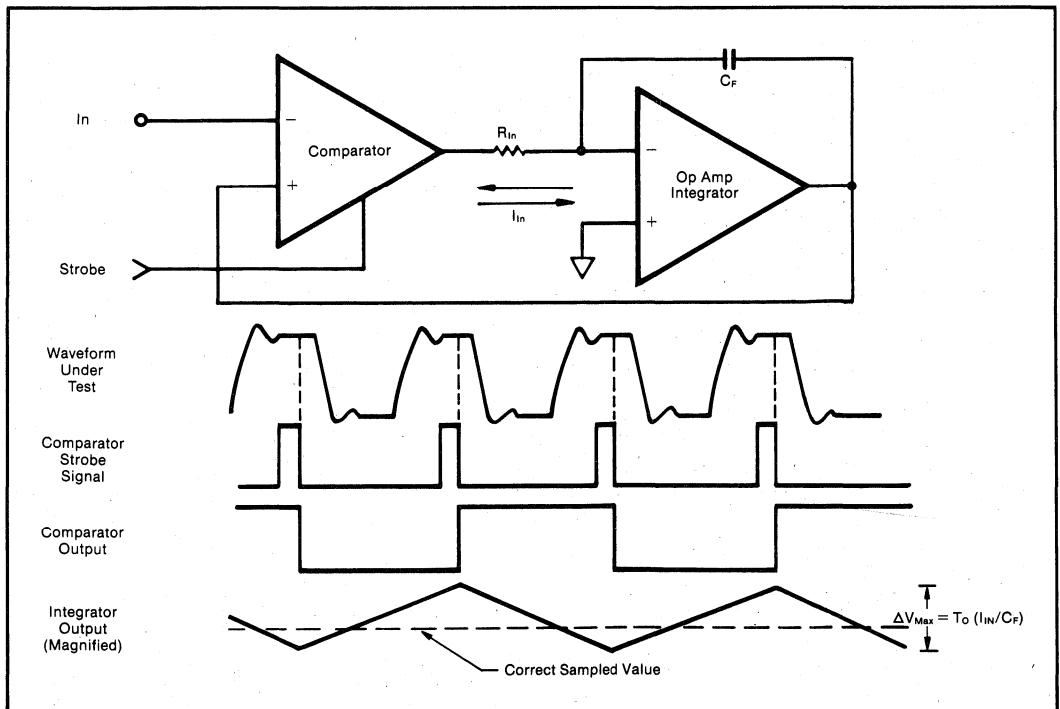 In
−
Comparator
+
Strobe
R_In
I_In
C_F
−
Op Amp
Integrator
+
Waveform
Under
Test
Comparator
Strobe
Signal
Comparator
Output
Integrator
Output
(Magnified)
Correct Sampled Value
ΔV_Max = T_O (I_IN/C_F)